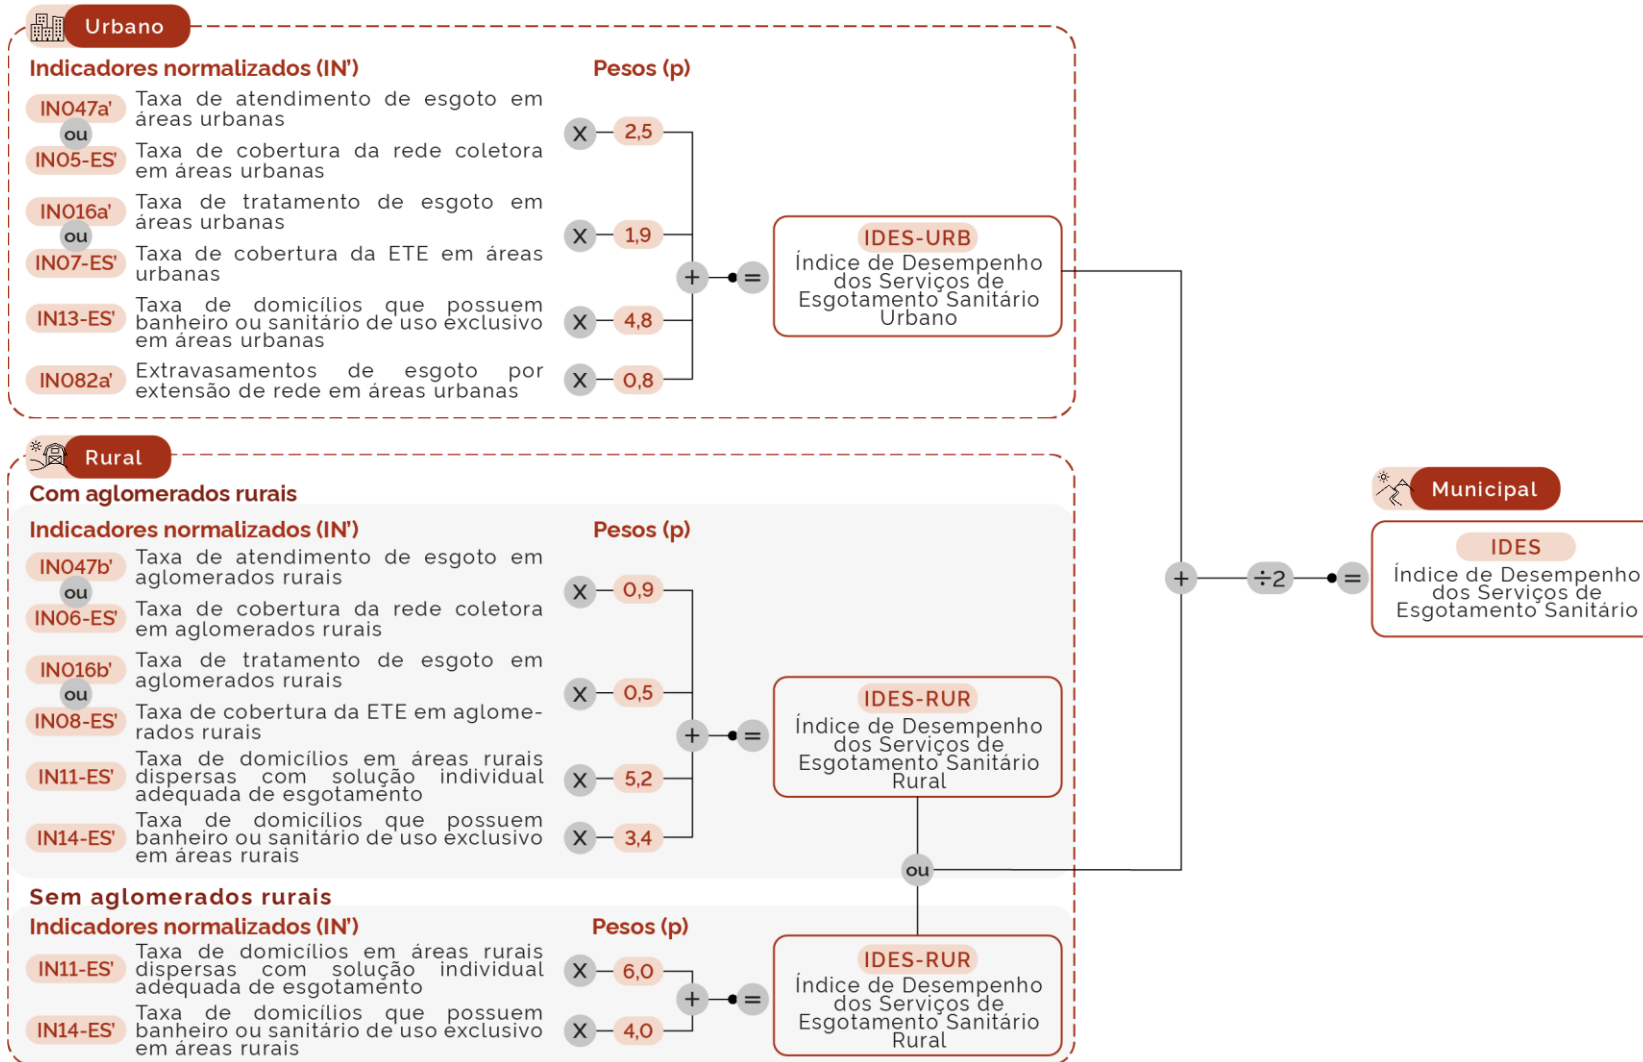 Urbano
Indicadores normalizados (IN’)
Pesos (p)
IN047a’
ou
IN05-ES’
Taxa de atendimento de esgoto em
áreas urbanas
Taxa de cobertura da rede coletora
em áreas urbanas
X
2,5
IN016a’
ou
IN07-ES’
Taxa de tratamento de esgoto em
áreas urbanas
Taxa de cobertura da ETE em áreas
urbanas
X
1,9
IN13-ES’
Taxa de domicílios que possuem
banheiro ou sanitário de uso exclusivo
em áreas urbanas
X
4,8
IN082a’
Extravasamentos de esgoto por
extensão de rede em áreas urbanas
X
0,8
+
=
IDES-URB
Índice de Desempenho
dos Serviços de
Esgotamento Sanitário
Urbano
Rural
Com aglomerados rurais
Indicadores normalizados (IN’)
Pesos (p)
IN047b’
ou
IN06-ES’
Taxa de atendimento de esgoto em
aglomerados rurais
Taxa de cobertura da rede coletora
em aglomerados rurais
X
0,9
IN016b’
ou
IN08-ES’
Taxa de tratamento de esgoto em
aglomerados rurais
Taxa de cobertura da ETE em aglome-
rados rurais
X
0,5
IN11-ES’
Taxa de domicílios em áreas rurais
dispersas com solução individual
adequada de esgotamento
X
5,2
IN14-ES’
Taxa de domicílios que possuem
banheiro ou sanitário de uso exclusivo
em áreas rurais
X
3,4
+
=
IDES-RUR
Índice de Desempenho
dos Serviços de
Esgotamento Sanitário
Rural
ou
Sem aglomerados rurais
Indicadores normalizados (IN’)
Pesos (p)
IN11-ES’
Taxa de domicílios em áreas rurais
dispersas com solução individual
adequada de esgotamento
X
6,0
IN14-ES’
Taxa de domicílios que possuem
banheiro ou sanitário de uso exclusivo
em áreas rurais
X
4,0
+
=
IDES-RUR
Índice de Desempenho
dos Serviços de
Esgotamento Sanitário
Rural
+
÷2
=
Municipal
IDES
Índice de Desempenho
dos Serviços de
Esgotamento Sanitário